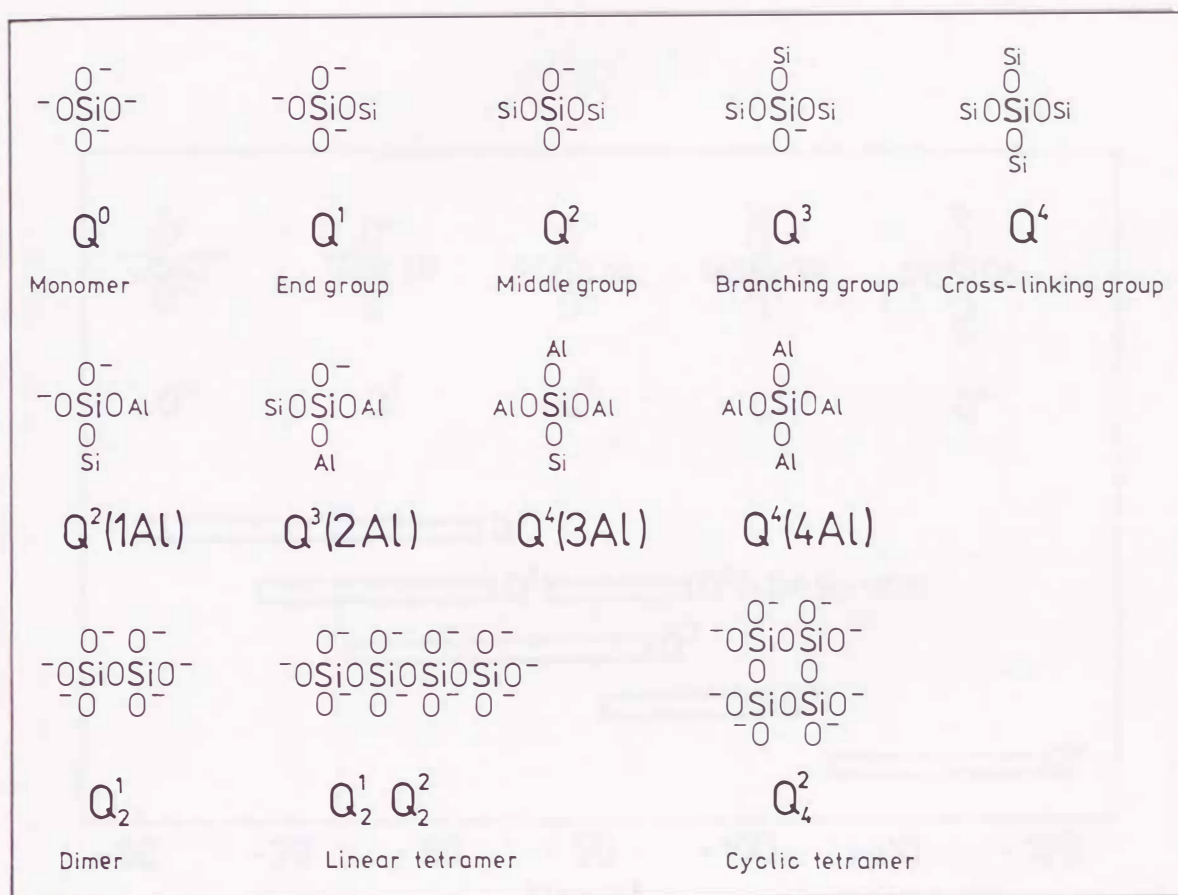 Si Si
O⁻ O⁻ O⁻ O O
⁻OSiO⁻ ⁻OSiOSi SiOSiOSi SiOSiOSi SiOSiOSi
O⁻ O⁻ O⁻ O⁻ O
Si
Q⁰ Q¹ Q² Q³ Q⁴
Monomer End group Middle group Branching group Cross-linking group
Al Al
O⁻ O⁻ O O
⁻OSiOAl SiOSiOAl AlOSiOAl AlOSiOAl
O O O O
Si Al Si Al
Q²(1Al) Q³(2Al) Q⁴(3Al) Q⁴(4Al)
O⁻ O⁻
⁻OSiOSiO⁻
⁻O O⁻
O⁻ O⁻ O⁻ O⁻
⁻OSiOSiOSiOSiO⁻
O⁻ O⁻ O⁻ O⁻
O⁻ O⁻
⁻OSiOSiO⁻
O O
⁻OSiOSiO⁻
⁻O O⁻
Q¹₂ Q¹₂ Q²₂ Q²₄
Dimer Linear tetramer Cyclic tetramer